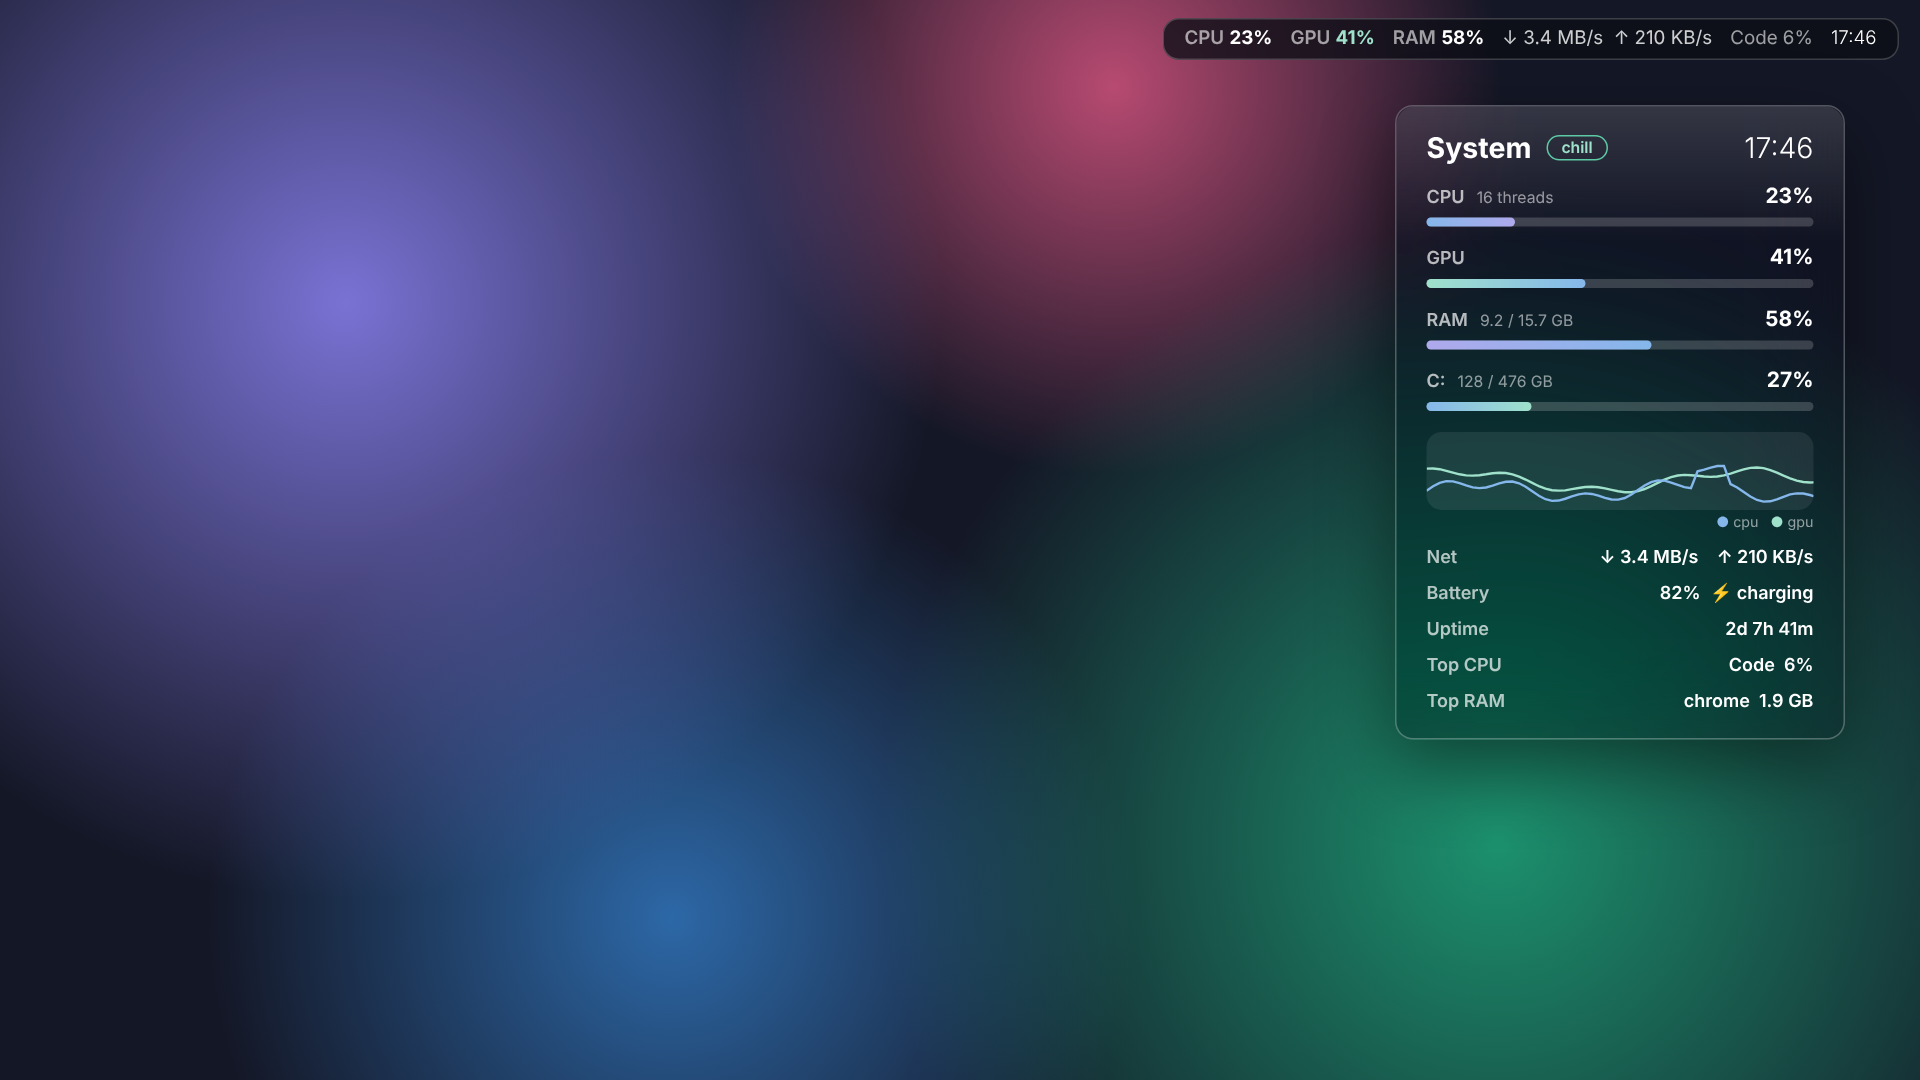 CPU 23% GPU 41% RAM 58% ↓ 3.4 MB/s ↑ 210 KB/s Code 6% 17:46
System chill 17:46
CPU 16 threads 23%
GPU 41%
RAM 9.2 / 15.7 GB 58%
C: 128 / 476 GB 27%
cpu gpu
Net ↓ 3.4 MB/s ↑ 210 KB/s
Battery 82% ⚡ charging
Uptime 2d 7h 41m
Top CPU Code 6%
Top RAM chrome 1.9 GB